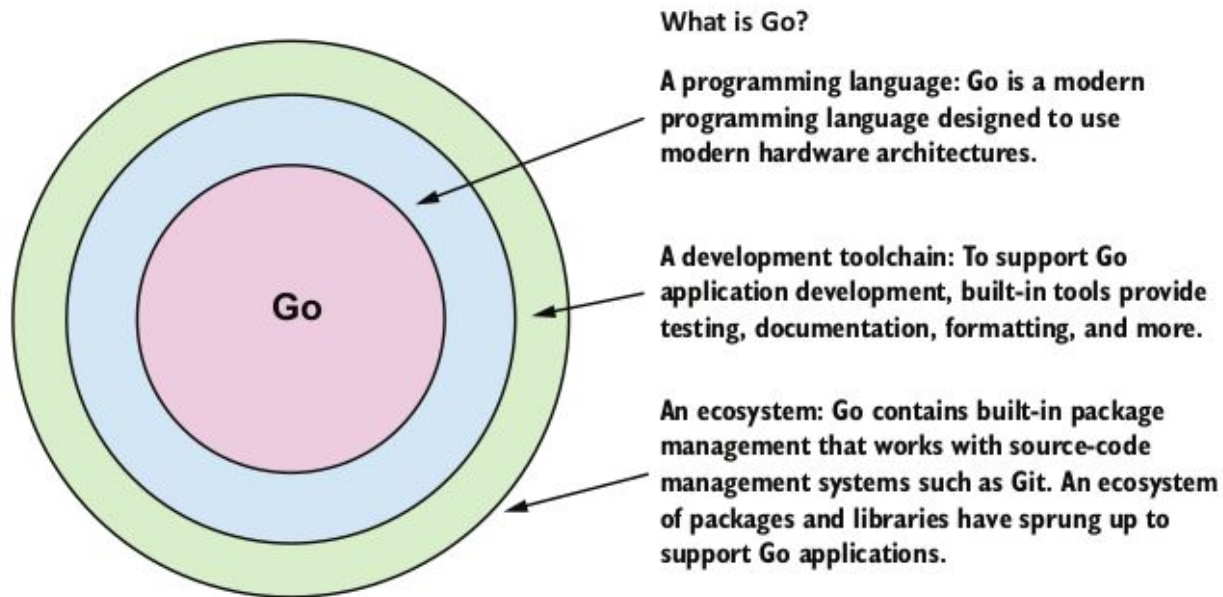 What is Go?
A programming language: Go is a modern
programming language designed to use
modern hardware architectures.
Go
A development toolchain: To support Go
application development, built-in tools provide
testing, documentation, formatting, and more.
An ecosystem: Go contains built-in package
management that works with source-code
management systems such as Git. An ecosystem
of packages and libraries have sprung up to
support Go applications.